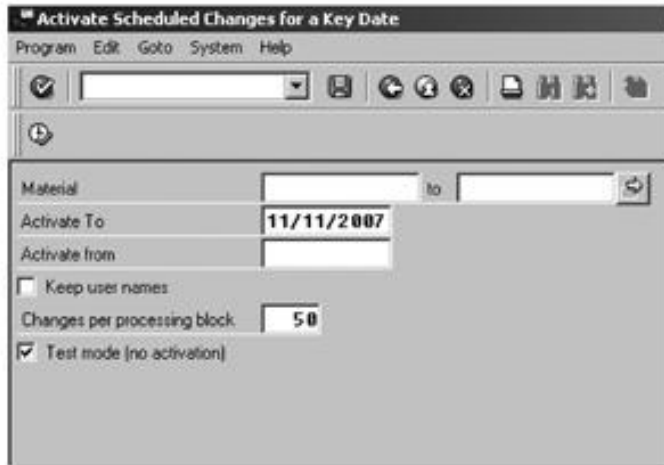 Activate Scheduled Changes for a Key Date
Program Edit Goto System Help
Material to
Activate To 11/11/2007
Activate from
Keep user names
Changes per processing block 50
Test mode (no activation)